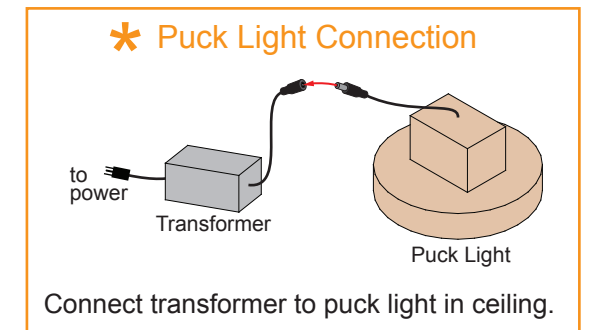 * Puck Light Connection
to
power
Transformer
Puck Light
Connect transformer to puck light in ceiling.